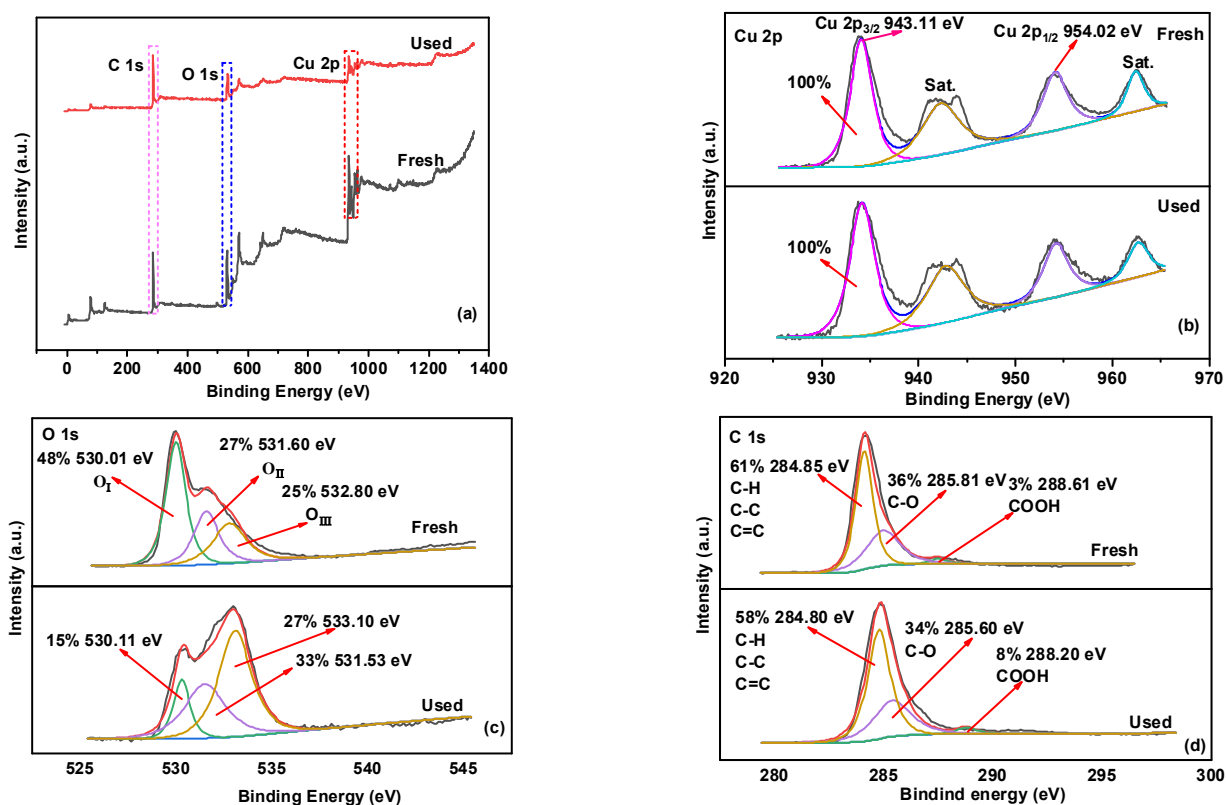 Used
C 1s
O 1s
Cu 2p
Fresh
(a)
Intensity (a.u.)
0 200 400 600 800 1000 1200 1400
Binding Energy (eV)
Cu 2p
Cu 2p3/2 943.11 eV
Cu 2p1/2 954.02 eV
Fresh
Sat.
100%
Sat.
Used
100%
(b)
Intensity (a.u.)
920 930 940 950 960 970
Binding Energy (eV)
O 1s
27% 531.60 eV
48% 530.01 eV
OI
OII
25% 532.80 eV
OIII
Fresh
27% 533.10 eV
15% 530.11 eV
33% 531.53 eV
Used
(c)
Intensity (a.u.)
525 530 535 540 545
Binding Energy (eV)
C 1s
61% 284.85 eV
C-H
C-C
C=C
36% 285.81 eV
C-O
3% 288.61 eV
COOH
Fresh
58% 284.80 eV
C-H
C-C
C=C
34% 285.60 eV
C-O
8% 288.20 eV
COOH
Used
(d)
Intensity (a.u.)
280 285 290 295 300
Bindind energy (eV)